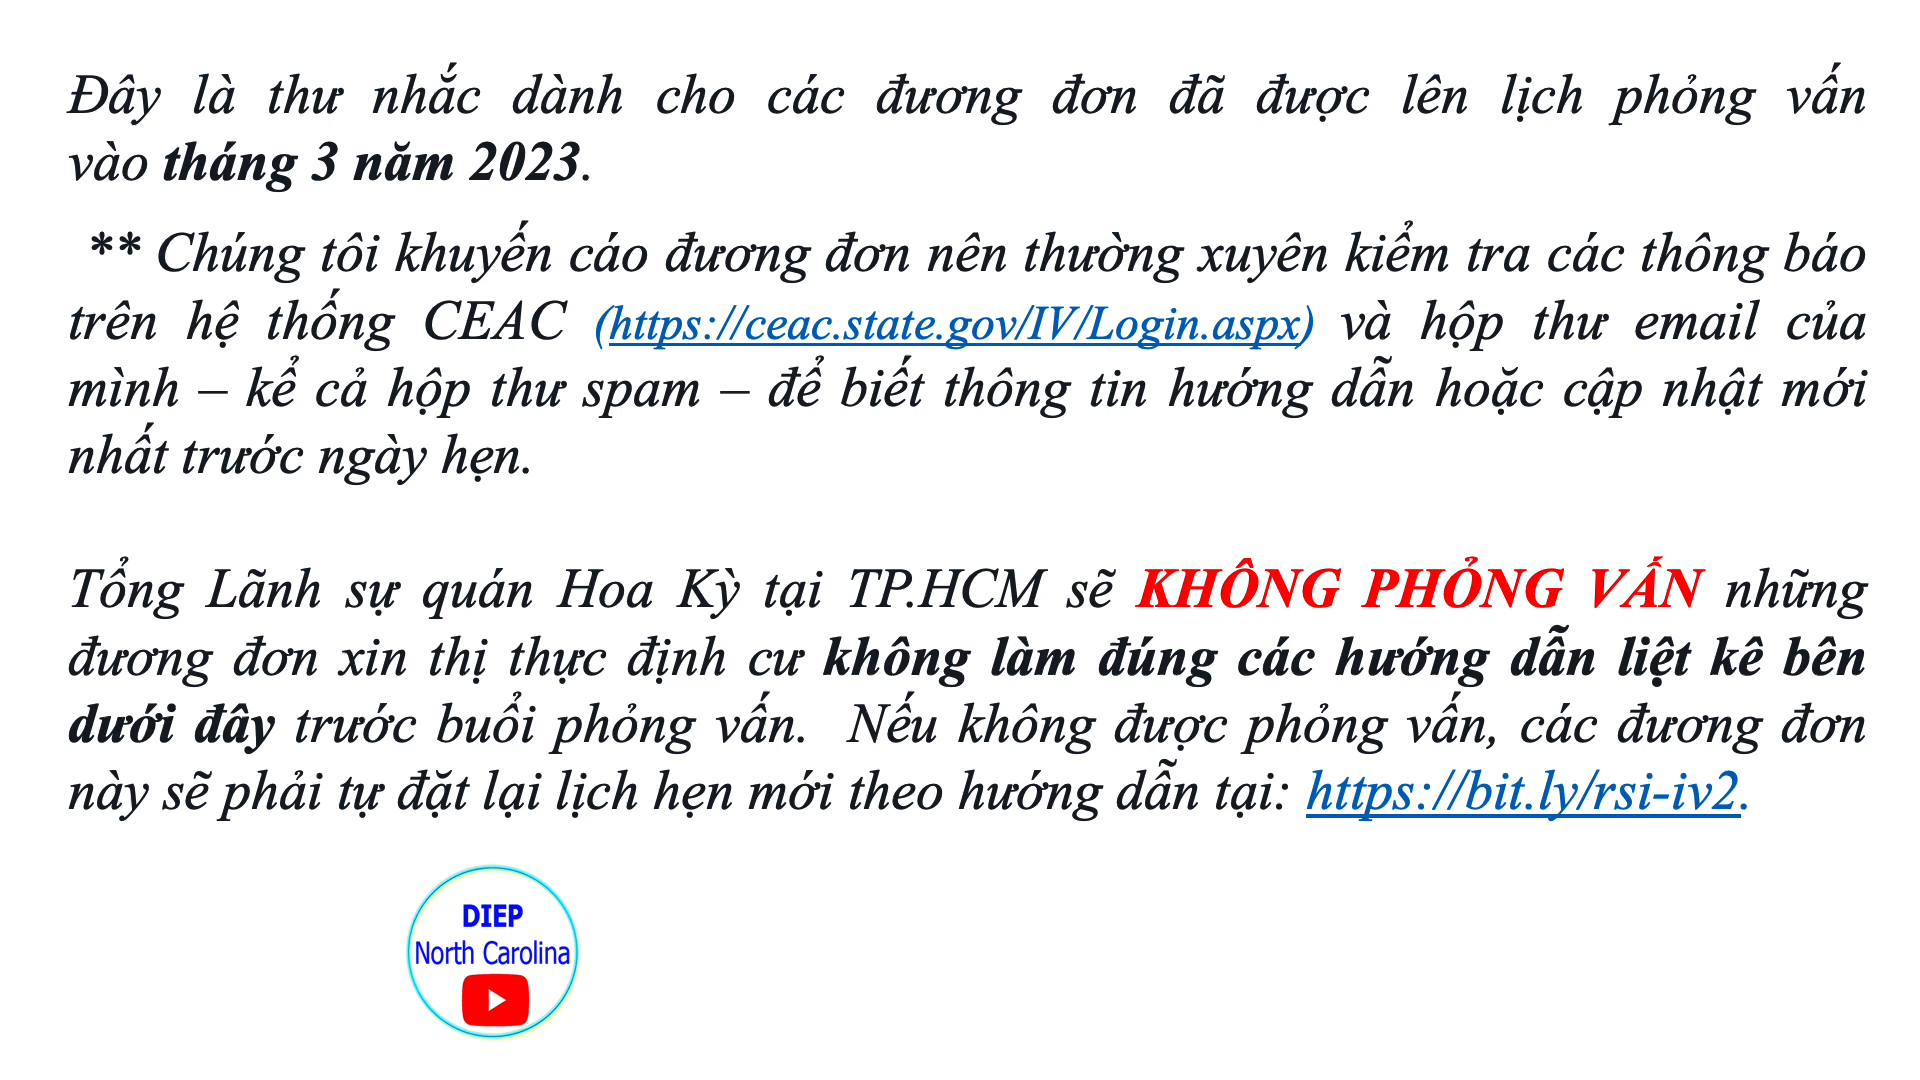 Đây là thư nhắc dành cho các đương đơn đã được lên lịch phỏng vấn
vào tháng 3 năm 2023.
** Chúng tôi khuyến cáo đương đơn nên thường xuyên kiểm tra các thông báo
trên hệ thống CEAC (https://ceac.state.gov/IV/Login.aspx) và hộp thư email của
mình – kể cả hộp thư spam – để biết thông tin hướng dẫn hoặc cập nhật mới
nhất trước ngày hẹn.
Tổng Lãnh sự quán Hoa Kỳ tại TP.HCM sẽ KHÔNG PHỎNG VẤN những
đương đơn xin thị thực định cư không làm đúng các hướng dẫn liệt kê bên
dưới đây trước buổi phỏng vấn. Nếu không được phỏng vấn, các đương đơn
này sẽ phải tự đặt lại lịch hẹn mới theo hướng dẫn tại: https://bit.ly/rsi-iv2.
DIEP
North Carolina